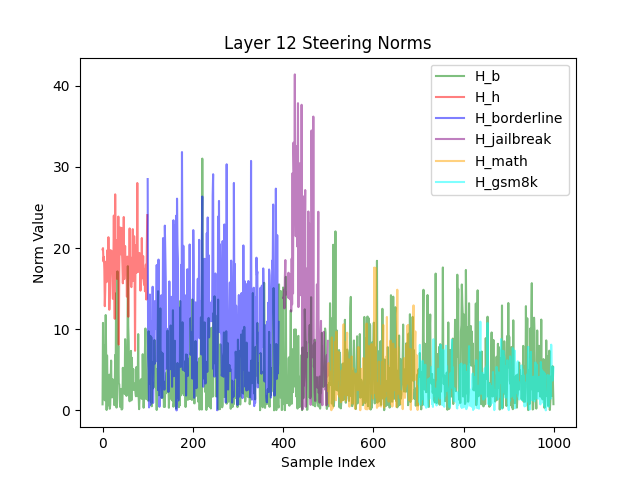 Layer 12 Steering Norms
H_b
H_h
H_borderline
H_jailbreak
H_math
H_gsm8k
Norm Value
40
30
20
10
0
0
200
400
600
800
1000
Sample Index